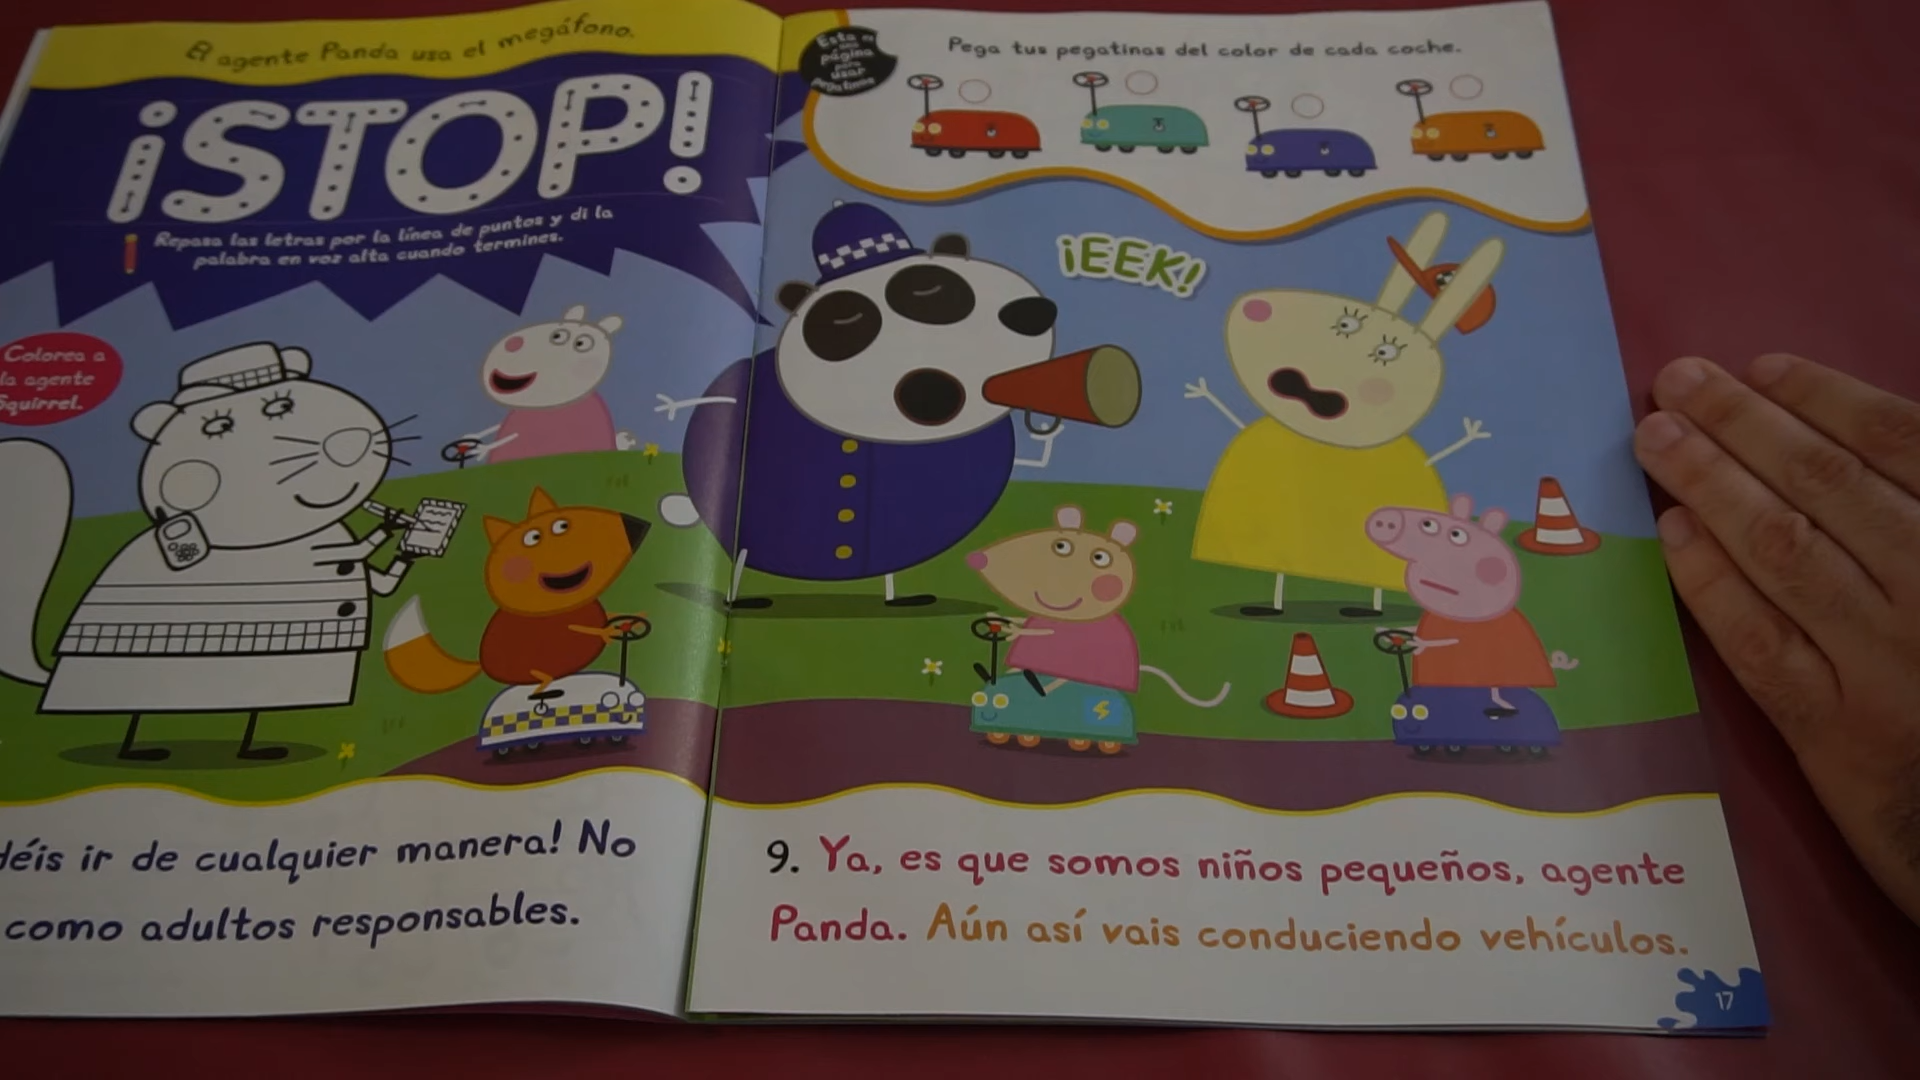 El agente Panda usa el megáfono.
¡STOP!
Repasa las letras por la línea de puntos y di la
palabra en voz alta cuando termines.
Colorea a
la agente
Squirrel.
déis ir de cualquier manera! No
como adultos responsables.
Esta es
una
página
para
usar
pegatinas
Pega tus pegatinas del color de cada coche.
¡EEK!
9. Ya, es que somos niños pequeños, agente
Panda. Aún así vais conduciendo vehículos.
17